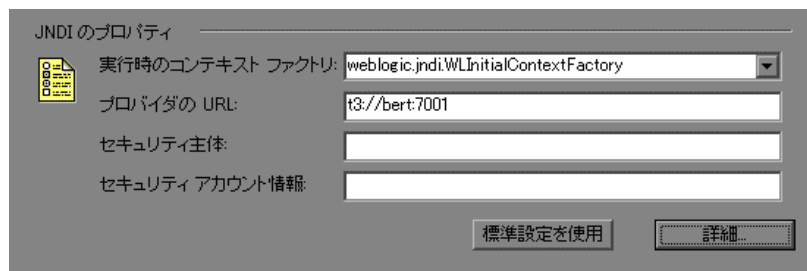 JNDI のプロパティ
実行時のコンテキスト ファクトリ: weblogic.jndi.WLInitialContextFactory
プロバイダの URL: t3://bert:7001
セキュリティ主体:
セキュリティ アカウント情報:
標準設定を使用 詳細...